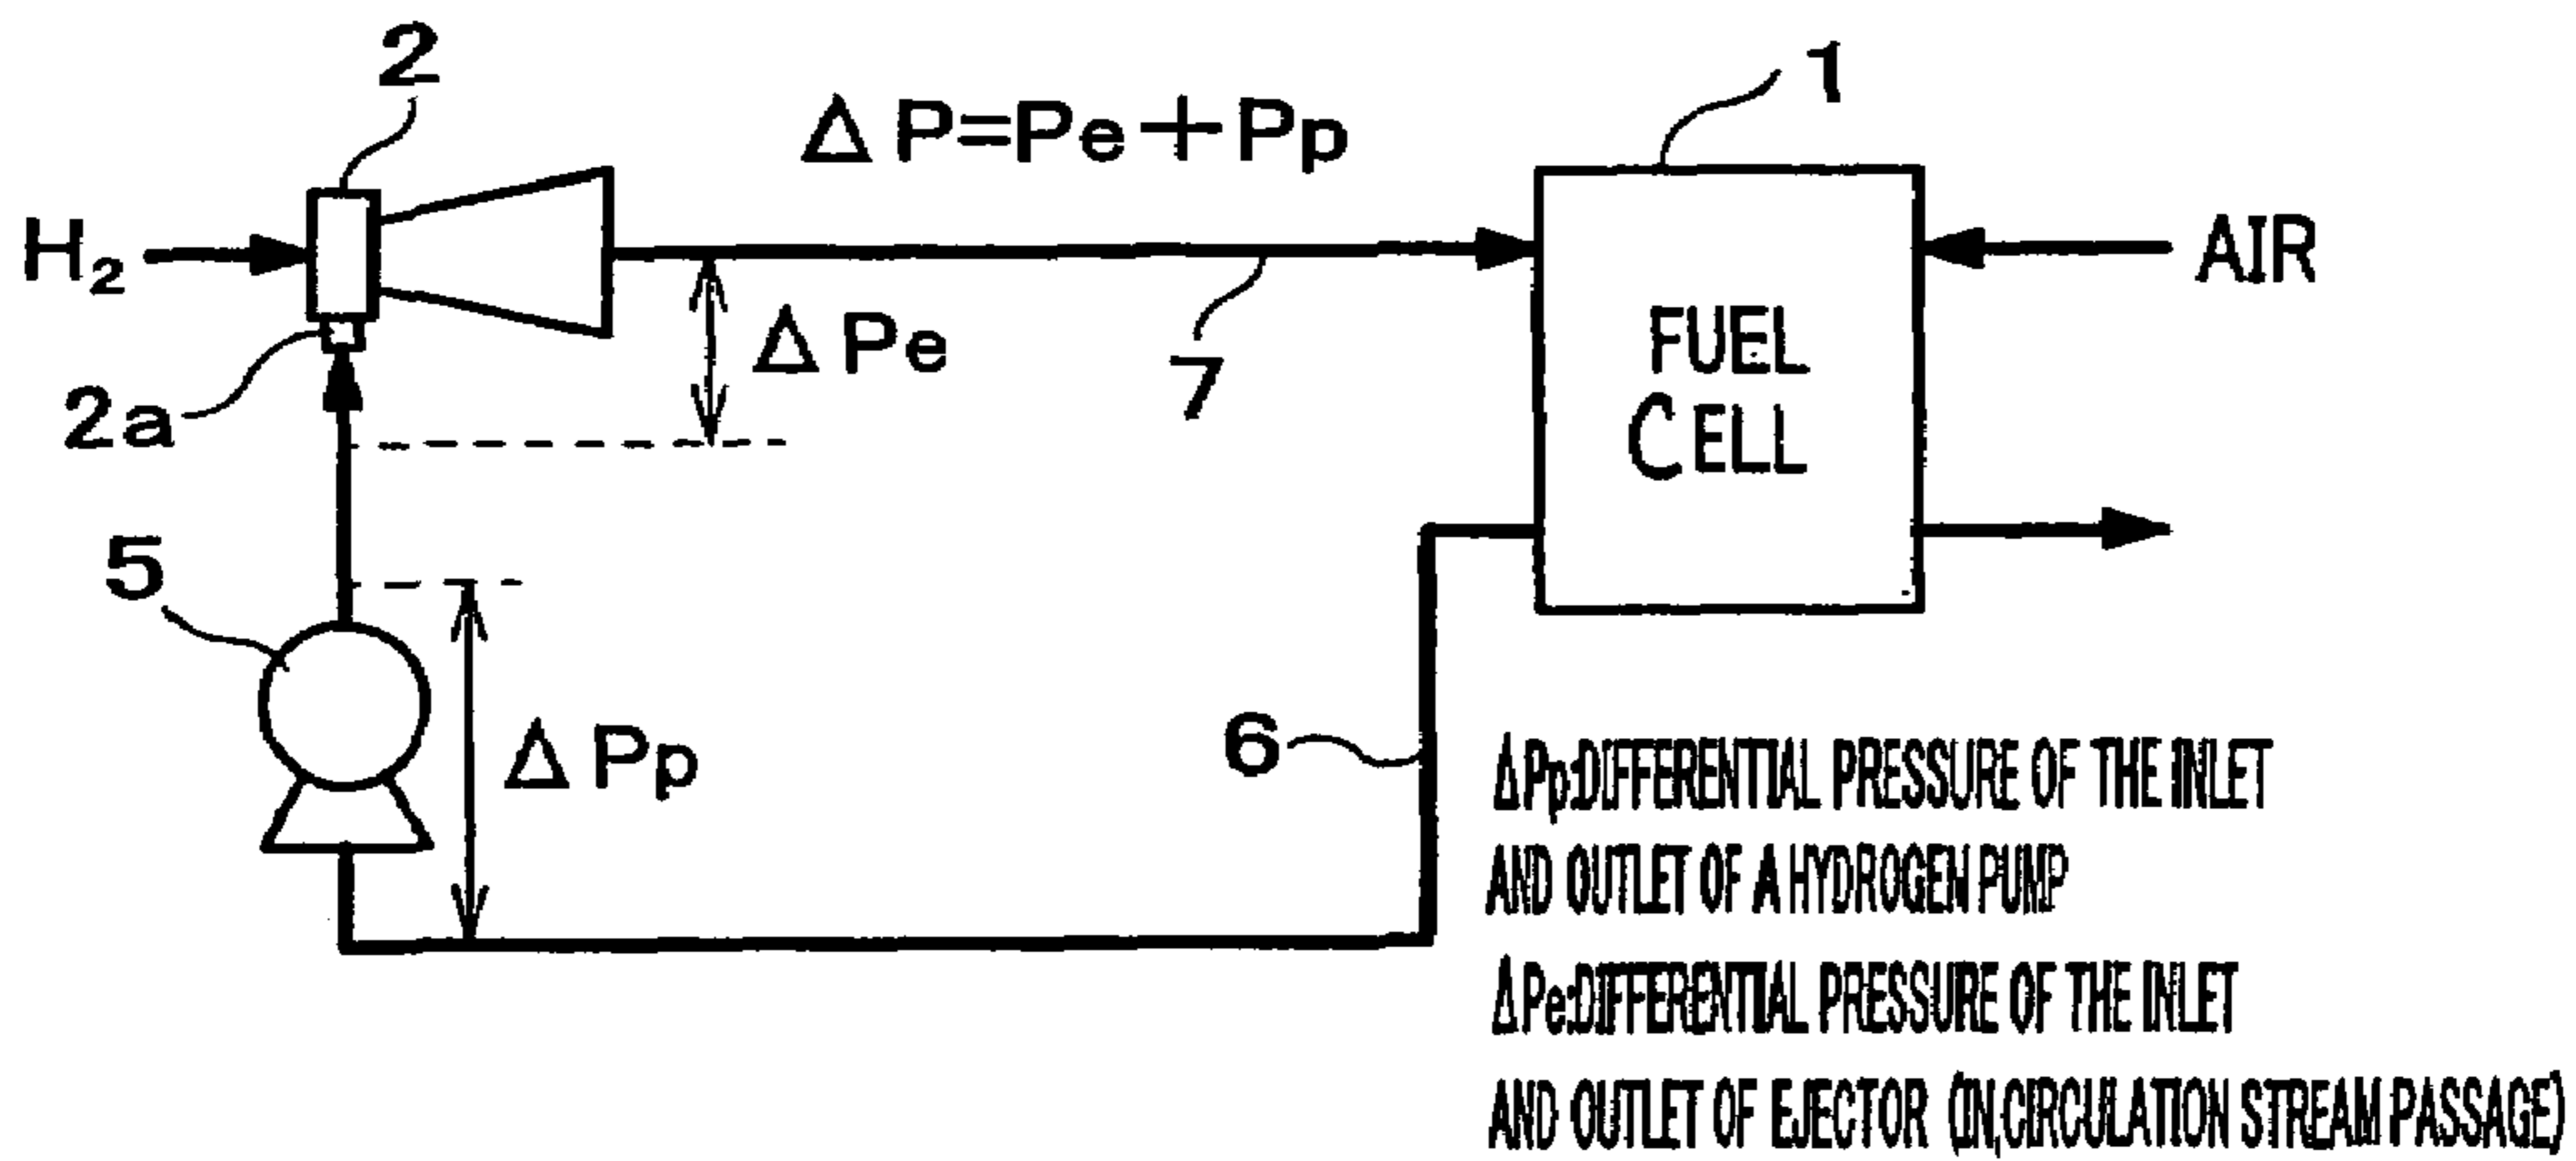 2
1
ΔP=Pe+Pp
H₂
AIR
ΔPe
FUEL
CELL
7
2a
5
ΔPp
6
ΔPp:DIFFERENTIAL PRESSURE OF THE INLET
AND OUTLET OF A HYDROGEN PUMP
ΔPe:DIFFERENTIAL PRESSURE OF THE INLET
AND OUTLET OF EJECTOR (IN,CIRCULATION STREAM PASSAGE)